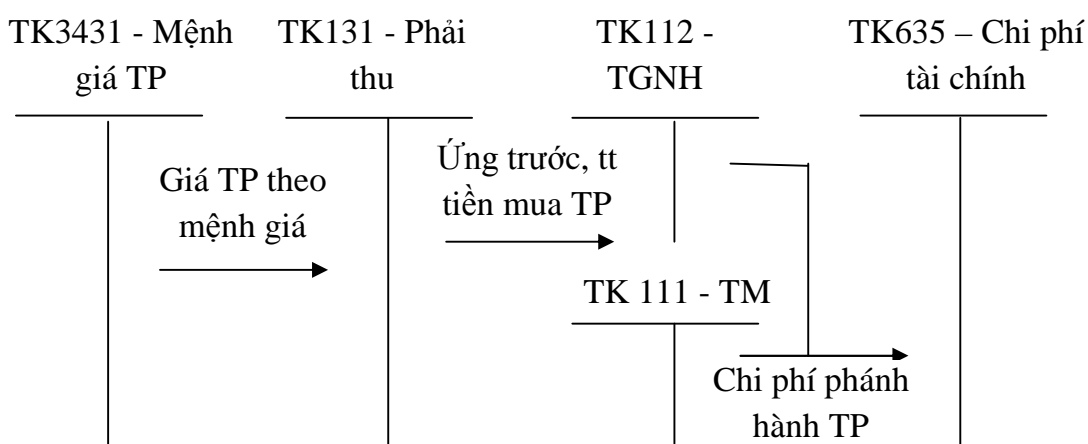 TK3431 - Mệnh
giá TP
TK131 - Phải
thu
TK112 -
TGNH
TK635 – Chi phí
tài chính
Giá TP theo
mệnh giá
Ứng trước, tt
tiền mua TP
TK 111 - TM
Chi phí phánh
hành TP